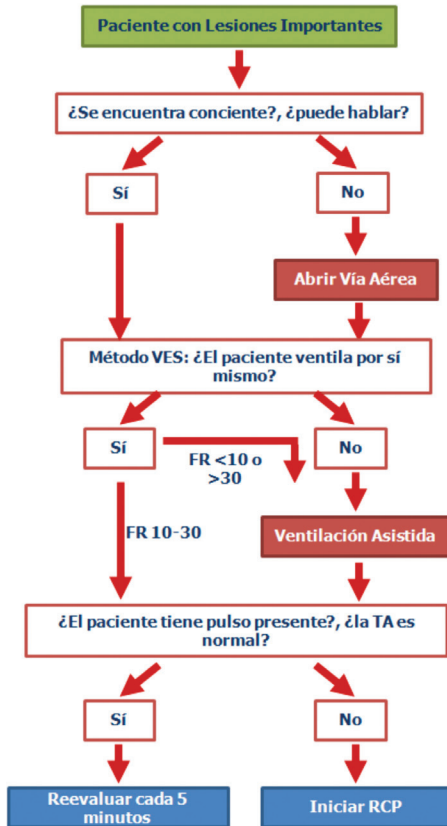 Paciente con Lesiones Importantes
¿Se encuentra conciente?, ¿puede hablar?
Sí
No
Abrir Vía Aérea
Método VES: ¿El paciente ventila por sí
mismo?
Sí
FR <10 o
>30
No
FR 10-30
Ventilación Asistida
¿El paciente tiene pulso presente?, ¿la TA es
normal?
Sí
No
Reevaluar cada 5
minutos
Iniciar RCP